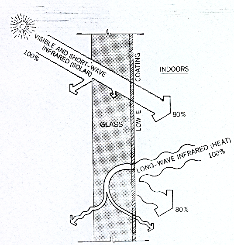 VISIBLE AND SHORT-WAVE
INFRARED (SOLAR)
100%
INDOORS
LOW E COATING
90%
GLASS
LONG-WAVE INFRARED (HEAT)
100%
80%